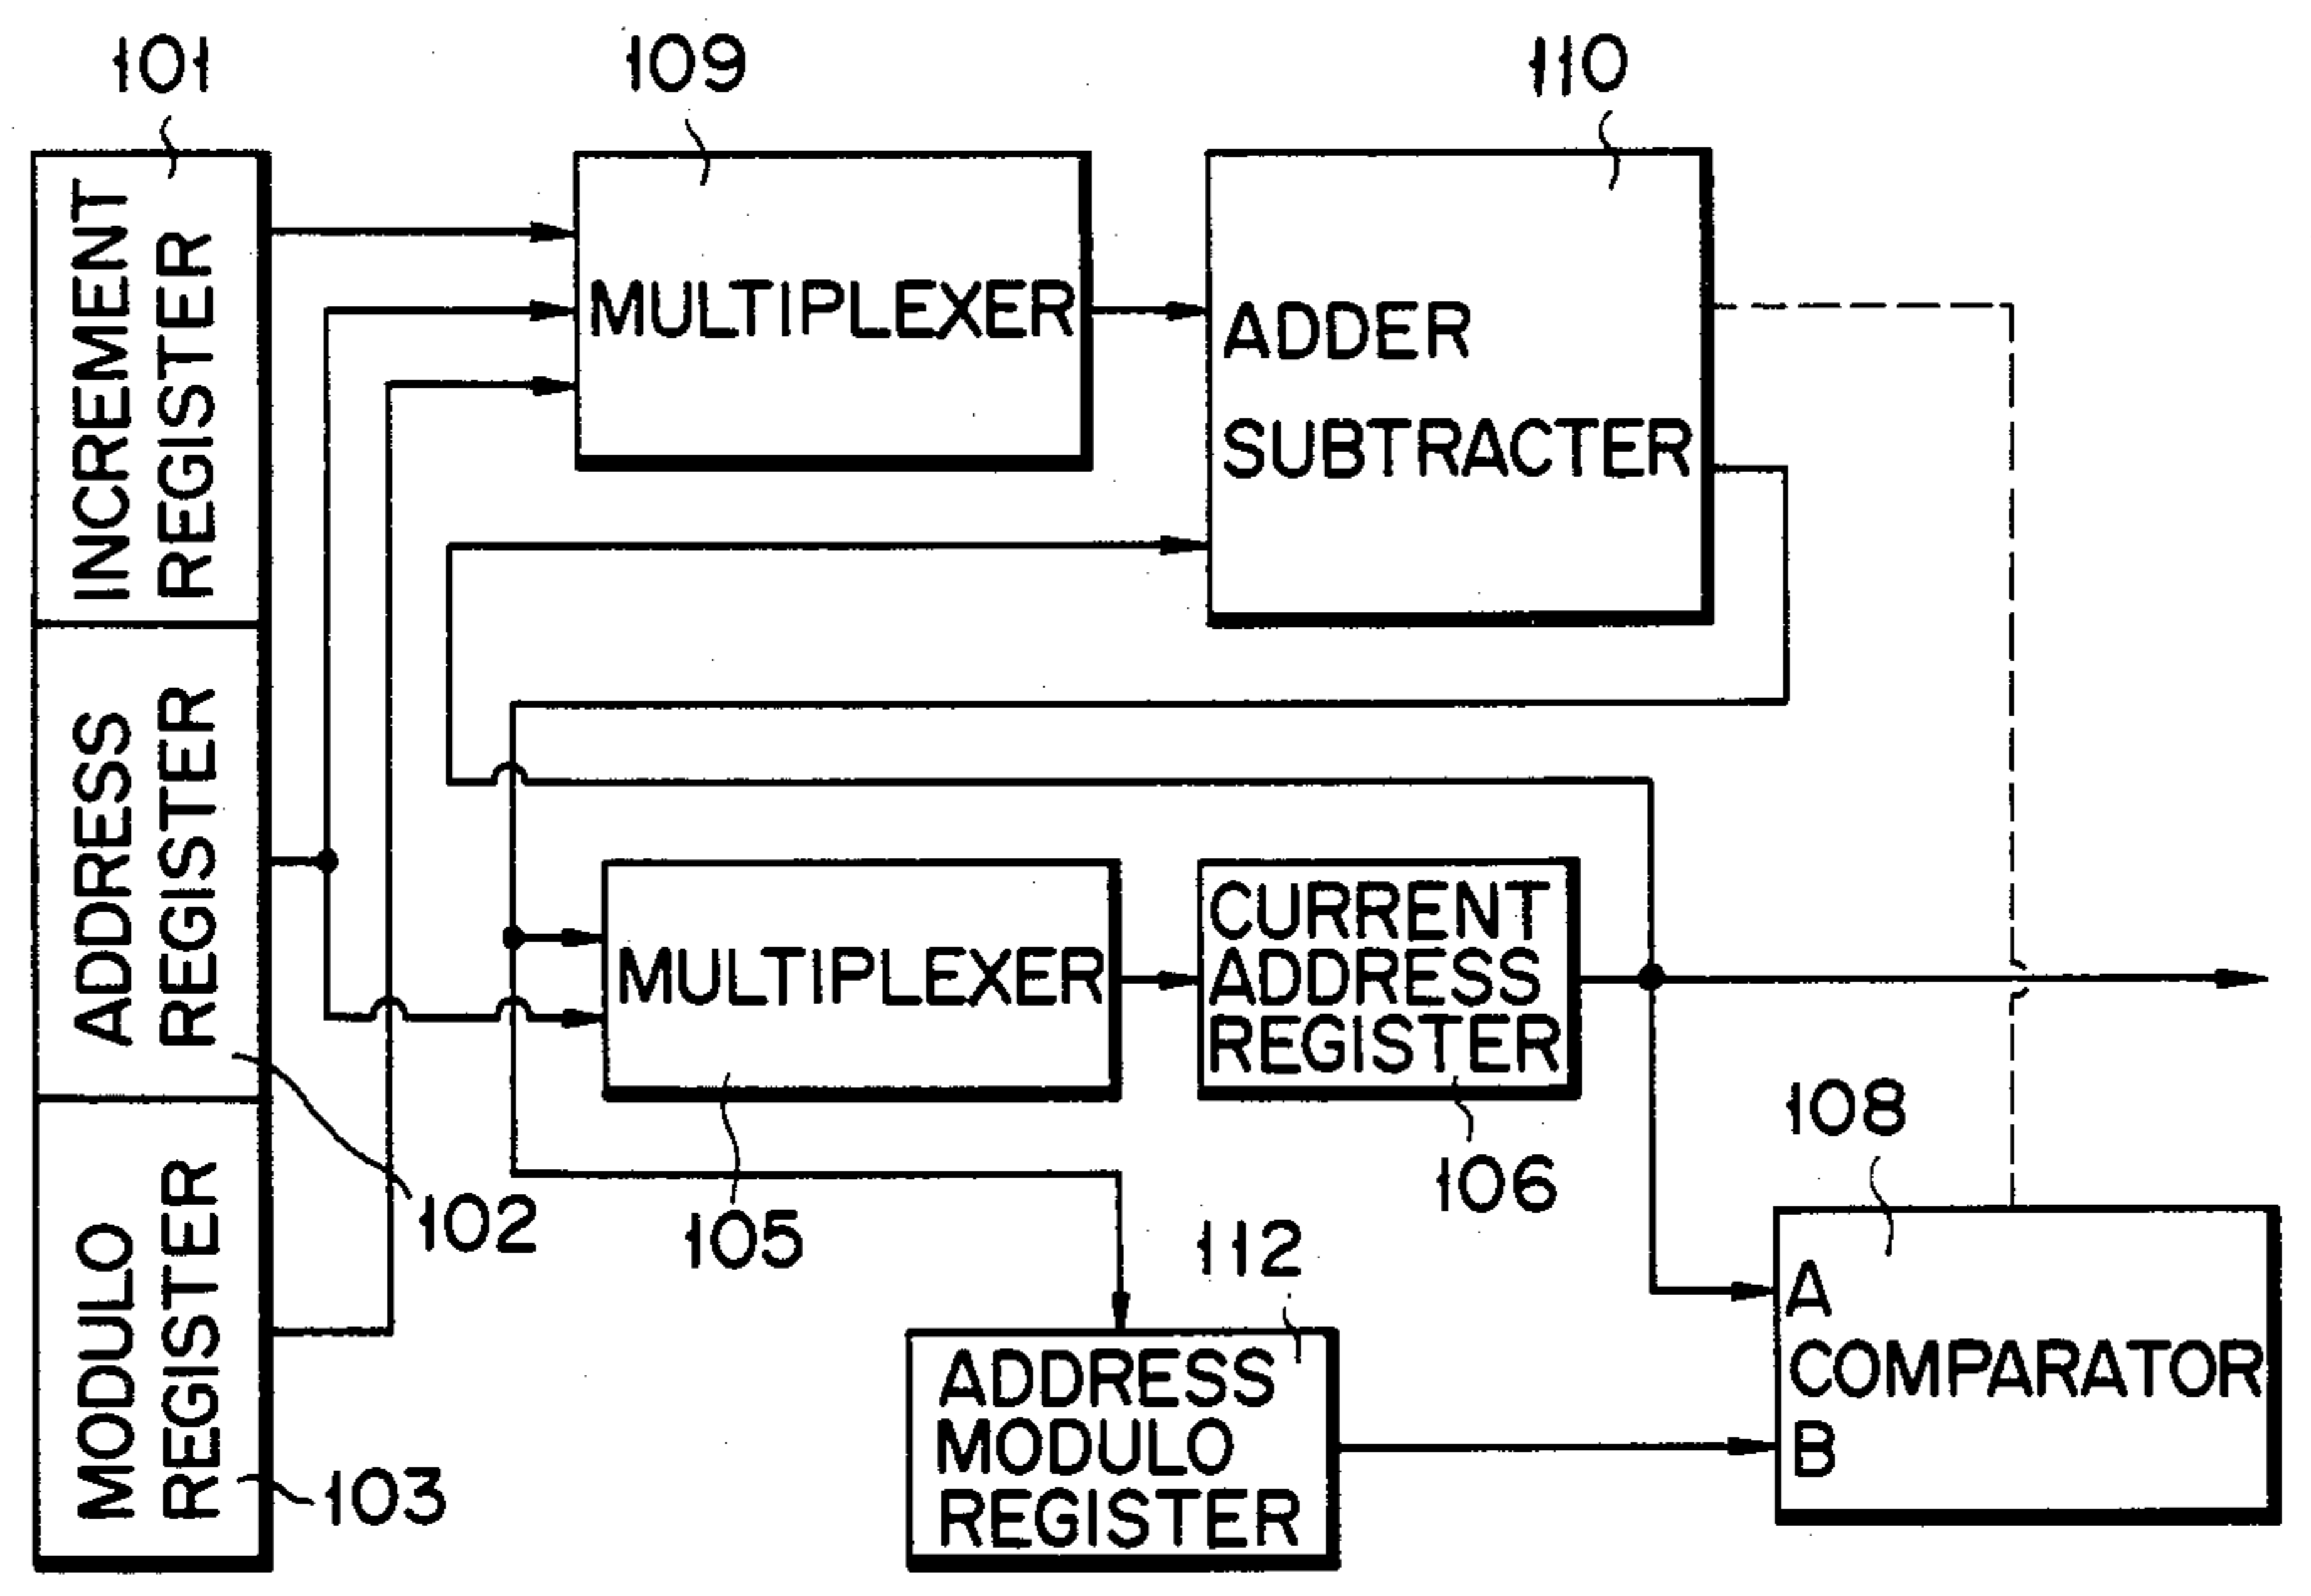 101
109
110
INCREMENT
REGISTER
MULTIPLEXER
ADDER
SUBTRACTER
ADDRESS
REGISTER
102
MULTIPLEXER
105
CURRENT
ADDRESS
REGISTER
106
108
MODULO
REGISTER
103
112
ADDRESS
MODULO
REGISTER
A
COMPARATOR
B